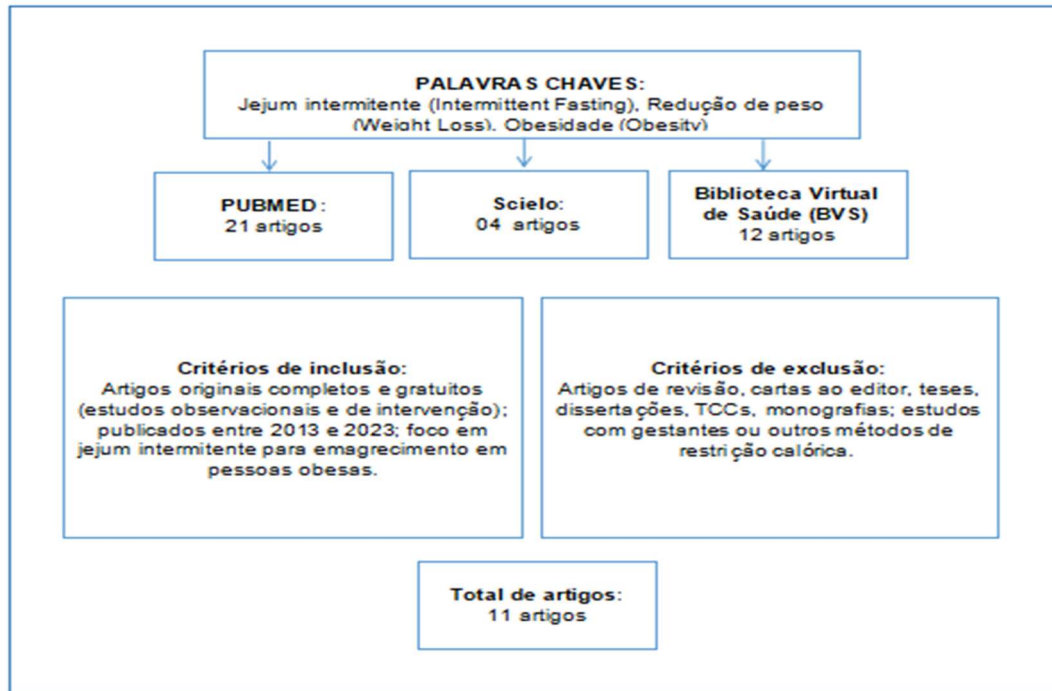 PALAVRAS CHAVES:
Jejum intermitente (Intermittent Fasting), Redução de peso
(Weight Loss), Obesidade (Obesity)
PUBMED:
21 artigos
Scielo:
04 artigos
Biblioteca Virtual
de Saúde (BVS)
12 artigos
Critérios de inclusão:
Artigos originais completos e gratuitos
(estudos observacionais e de intervenção);
publicados entre 2013 e 2023; foco em
jejum intermitente para emagrecimento em
pessoas obesas.
Critérios de exclusão:
Artigos de revisão, cartas ao editor, teses,
dissertações, TCCs, monografias; estudos
com gestantes ou outros métodos de
restrição calórica.
Total de artigos:
11 artigos